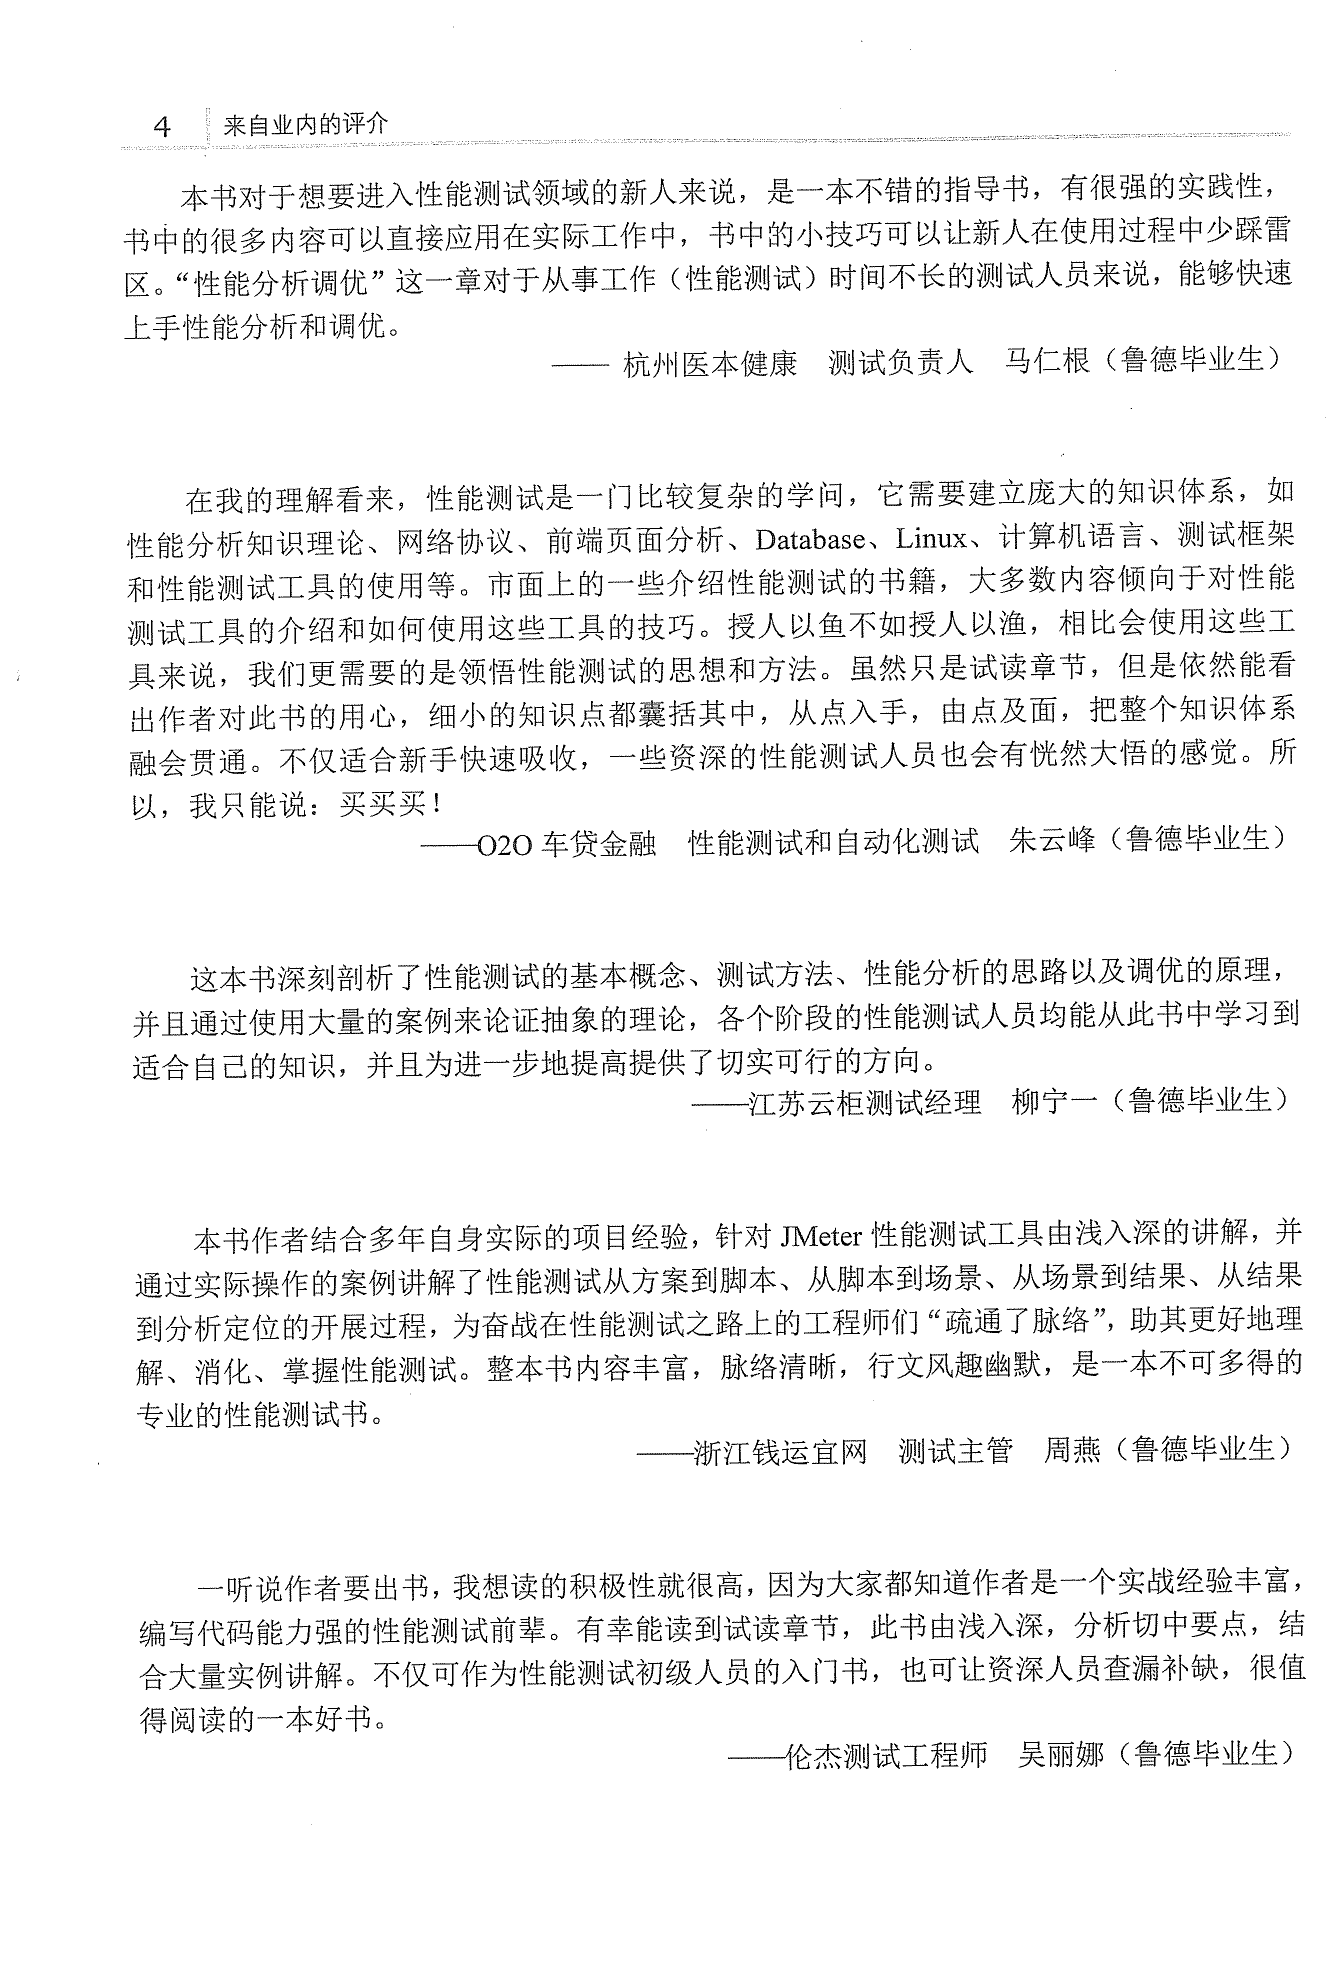 4 来自业内的评介
本书对于想要进入性能测试领域的新人来说，是一本不错的指导书，有很强的实践性，
书中的很多内容可以直接应用在实际工作中，书中的小技巧可以让新人在使用过程中少踩雷
区。“性能分析调优”这一章对于从事工作（性能测试）时间不长的测试人员来说，能够快速
上手性能分析和调优。
—— 杭州医本健康　测试负责人　马仁根（鲁德毕业生）
在我的理解看来，性能测试是一门比较复杂的学问，它需要建立庞大的知识体系，如
性能分析知识理论、网络协议、前端页面分析、Database、Linux、计算机语言、测试框架
和性能测试工具的使用等。市面上的一些介绍性能测试的书籍，大多数内容倾向于对性能
测试工具的介绍和如何使用这些工具的技巧。授人以鱼不如授人以渔，相比会使用这些工
具来说，我们更需要的是领悟性能测试的思想和方法。虽然只是试读章节，但是依然能看
出作者对此书的用心，细小的知识点都囊括其中，从点入手，由点及面，把整个知识体系
融会贯通。不仅适合新手快速吸收，一些资深的性能测试人员也会有恍然大悟的感觉。所
以，我只能说：买买买！
——O2O 车贷金融　性能测试和自动化测试　朱云峰（鲁德毕业生）
这本书深刻剖析了性能测试的基本概念、测试方法、性能分析的思路以及调优的原理，
并且通过使用大量的案例来论证抽象的理论，各个阶段的性能测试人员均能从此书中学习到
适合自己的知识，并且为进一步地提高提供了切实可行的方向。
——江苏云柜测试经理　柳宁一（鲁德毕业生）
本书作者结合多年自身实际的项目经验，针对 JMeter 性能测试工具由浅入深的讲解，并
通过实际操作的案例讲解了性能测试从方案到脚本、从脚本到场景、从场景到结果、从结果
到分析定位的开展过程，为奋战在性能测试之路上的工程师们“疏通了脉络”，助其更好地理
解、消化、掌握性能测试。整本书内容丰富，脉络清晰，行文风趣幽默，是一本不可多得的
专业的性能测试书。
——浙江钱运宜网　测试主管　周燕（鲁德毕业生）
一听说作者要出书，我想读的积极性就很高，因为大家都知道作者是一个实战经验丰富，
编写代码能力强的性能测试前辈。有幸能读到试读章节，此书由浅入深，分析切中要点，结
合大量实例讲解。不仅可作为性能测试初级人员的入门书，也可让资深人员查漏补缺，很值
得阅读的一本好书。
——伦杰测试工程师　吴丽娜（鲁德毕业生）